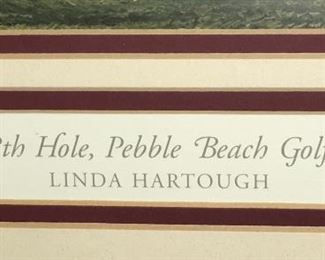 th Hole, Pebble Beach Golf
LINDA HARTOUGH